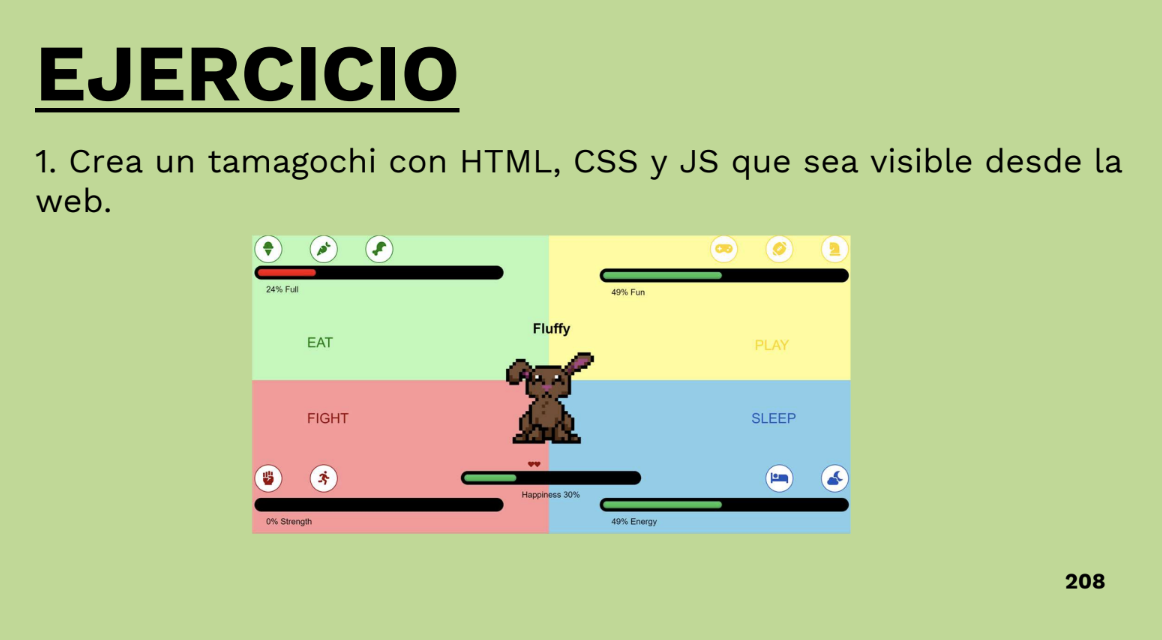 EJERCICIO
1. Crea un tamagochi con HTML, CSS y JS que sea visible desde la
web.
24% Full
49% Fun
Fluffy
EAT
PLAY
FIGHT
SLEEP
Happiness 30%
0% Strength
49% Energy
208